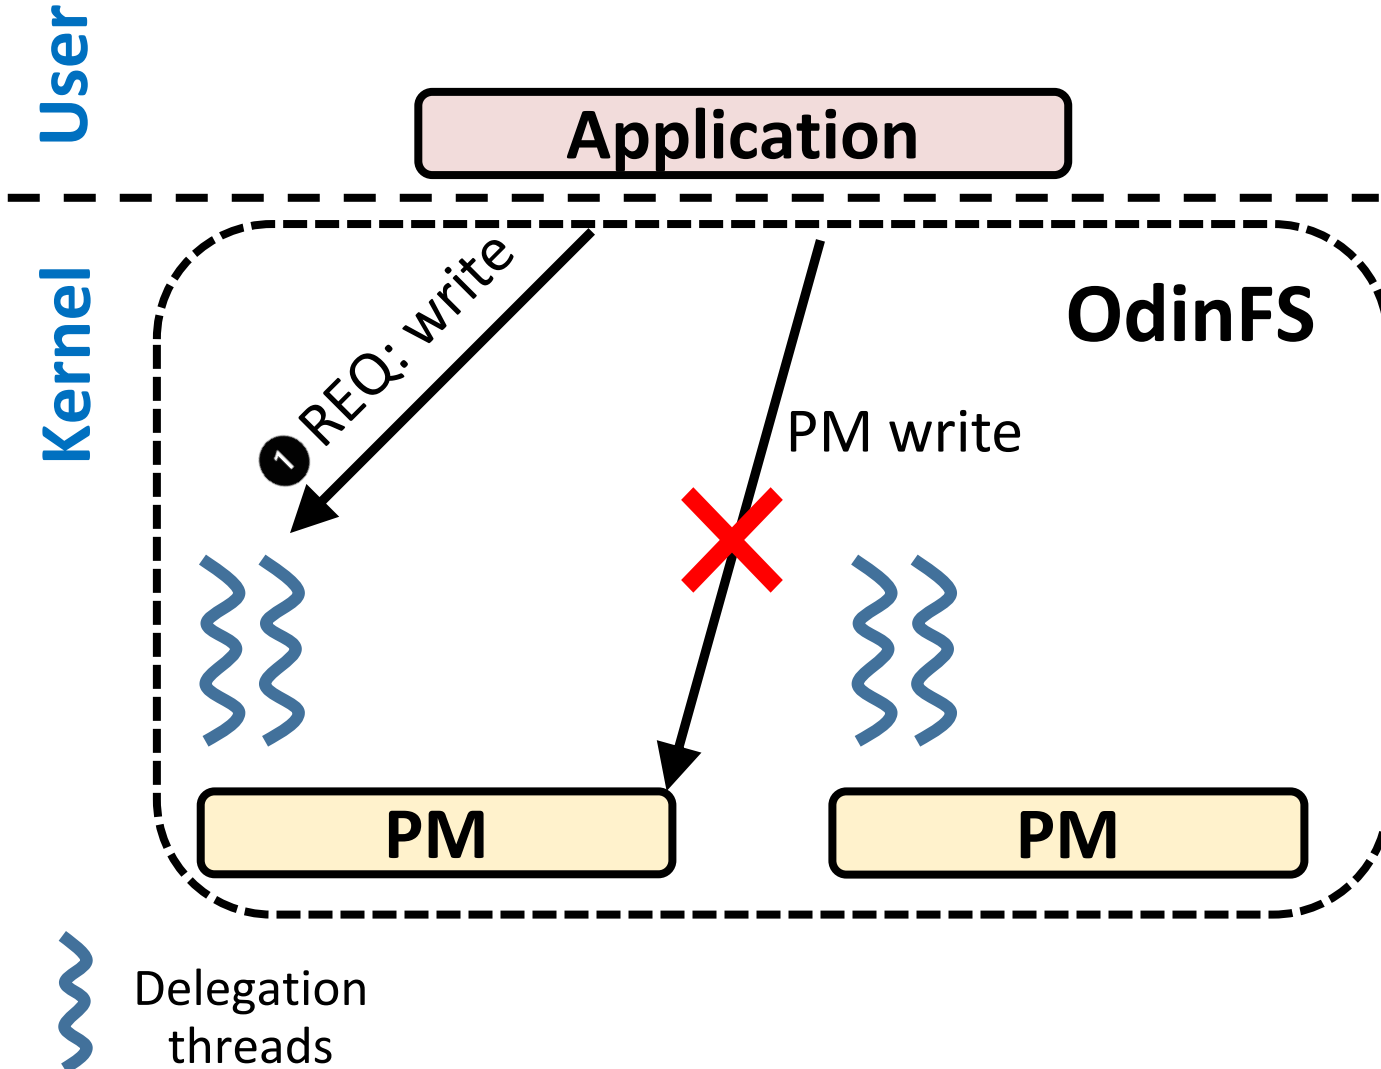 User
Application
Kernel
OdinFS
1 REQ: write
PM write
PM
PM
Delegation
threads